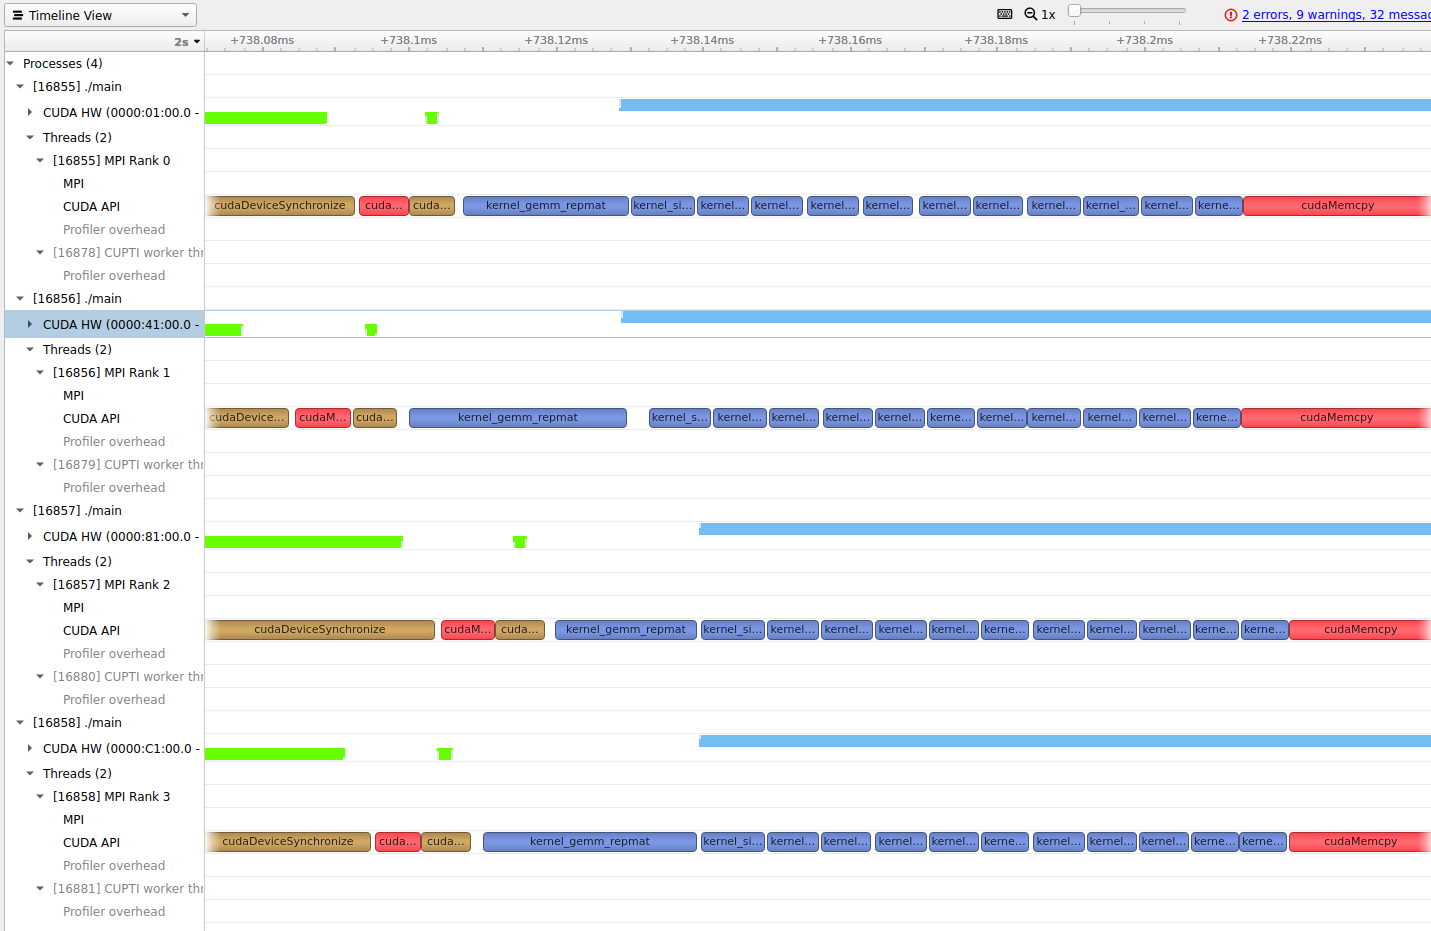 Timeline View
1x
2 errors, 9 warnings, 32 messac
2s
+738.08ms +738.1ms +738.12ms +738.14ms +738.16ms +738.18ms +738.2ms +738.22ms
Processes (4)
[16855] ./main
CUDA HW (0000:01:00.0 -
Threads (2)
[16855] MPI Rank 0
MPI
CUDA API cudaDeviceSynchronize cuda... cuda... kernel_gemm_repmat kernel_si... kernel... kernel... kernel... kernel... kernel... kernel... kernel... kernel_... kernel... kerne... cudaMemcpy
Profiler overhead
[16878] CUPTI worker thr
Profiler overhead
[16856] ./main
CUDA HW (0000:41:00.0 -
Threads (2)
[16856] MPI Rank 1
MPI
CUDA API cudaDevice... cudaM... cuda... kernel_gemm_repmat kernel_s... kernel... kernel... kernel... kernel... kerne... kernel... kernel... kernel... kernel... kerne... cudaMemcpy
Profiler overhead
[16879] CUPTI worker thr
Profiler overhead
[16857] ./main
CUDA HW (0000:81:00.0 -
Threads (2)
[16857] MPI Rank 2
MPI
CUDA API cudaDeviceSynchronize cudaM... cuda... kernel_gemm_repmat kernel_si... kernel... kernel... kernel... kernel... kerne... kernel... kernel... kernel... kerne... kerne... cudaMemcpy
Profiler overhead
[16880] CUPTI worker thr
Profiler overhead
[16858] ./main
CUDA HW (0000:C1:00.0 -
Threads (2)
[16858] MPI Rank 3
MPI
CUDA API cudaDeviceSynchronize cuda... cuda... kernel_gemm_repmat kernel_si... kernel... kernel... kernel... kernel... kerne... kernel... kernel... kernel... kerne... kerne... cudaMemcpy
Profiler overhead
[16881] CUPTI worker thr
Profiler overhead